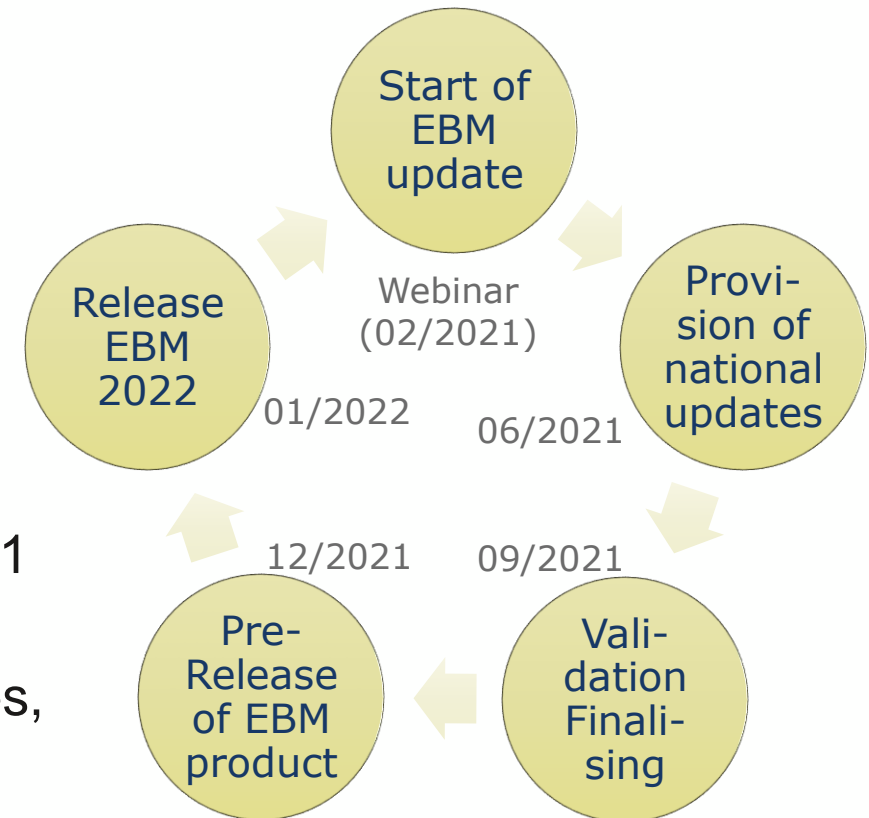 Start of
EBM
update
Webinar
(02/2021)
Provi-
sion of
national
updates
06/2021
09/2021
Vali-
dation
Finali-
sing
12/2021
Pre-
Release
of EBM
product
01/2022
Release
EBM
2022
1
s,